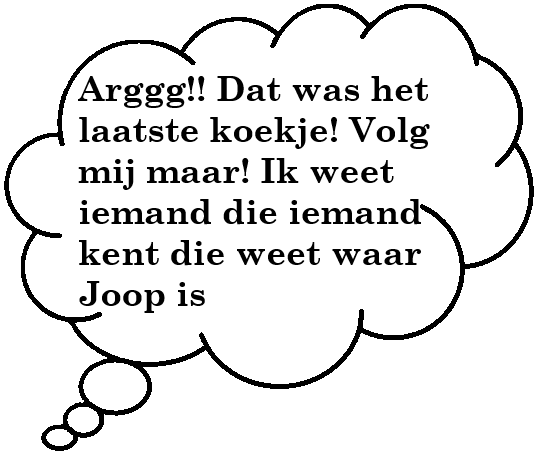 Arggg!! Dat was het
laatste koekje! Volg
mij maar! Ik weet
iemand die iemand
kent die weet waar
Joop is